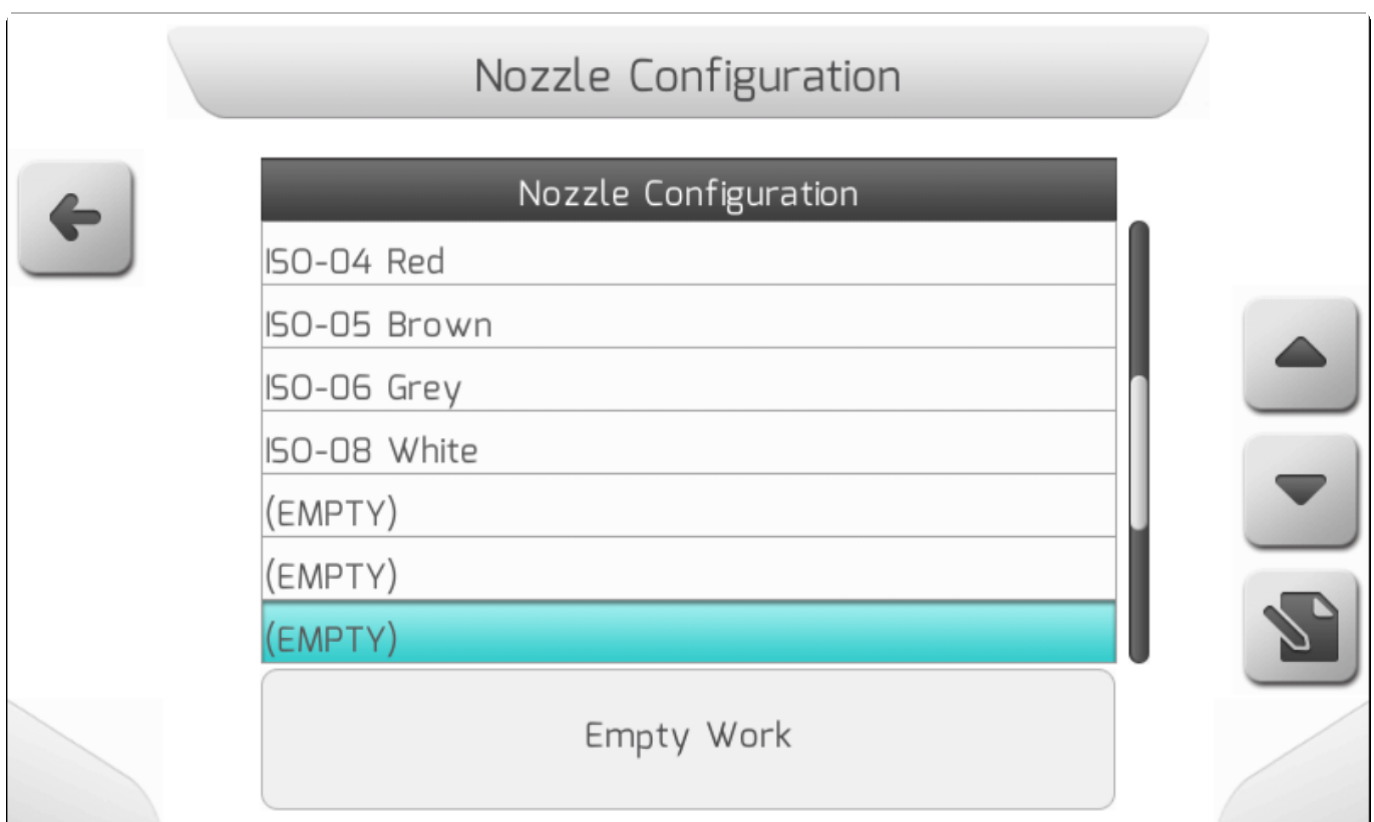 Nozzle Configuration
Nozzle Configuration
ISO-04 Red
ISO-05 Brown
ISO-06 Grey
ISO-08 White
(EMPTY)
(EMPTY)
(EMPTY)
Empty Work